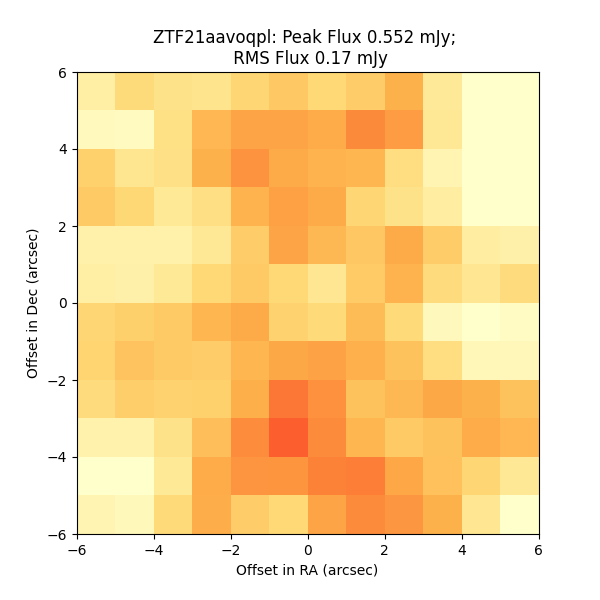 ZTF21aavoqpl: Peak Flux 0.552 mJy;
RMS Flux 0.17 mJy
6
4
2
0
−2
−4
−6
Offset in Dec (arcsec)
−6 −4 −2 0 2 4 6
Offset in RA (arcsec)